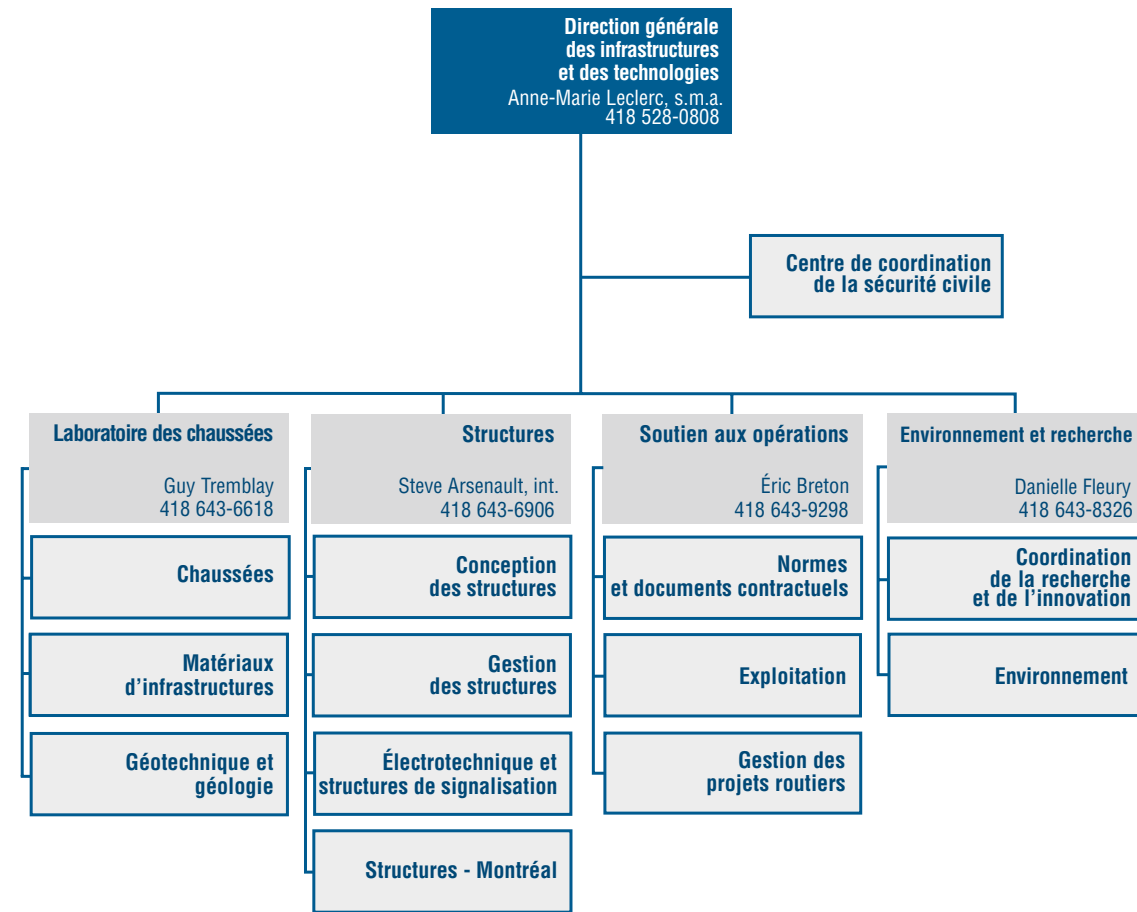 Direction générale
des infrastructures
et des technologies
Anne-Marie Leclerc, s.m.a.
418 528-0808
Centre de coordination
de la sécurité civile
Laboratoire des chaussées
Guy Tremblay
418 643-6618
Chaussées
Matériaux
d’infrastructures
Géotechnique et
géologie
Structures
Steve Arsenault, int.
418 643-6906
Conception
des structures
Gestion
des structures
Électrotechnique et
structures de signalisation
Structures - Montréal
Soutien aux opérations
Éric Breton
418 643-9298
Normes
et documents contractuels
Exploitation
Gestion des
projets routiers
Environnement et recherche
Danielle Fleury
418 643-8326
Coordination
de la recherche
et de l’innovation
Environnement